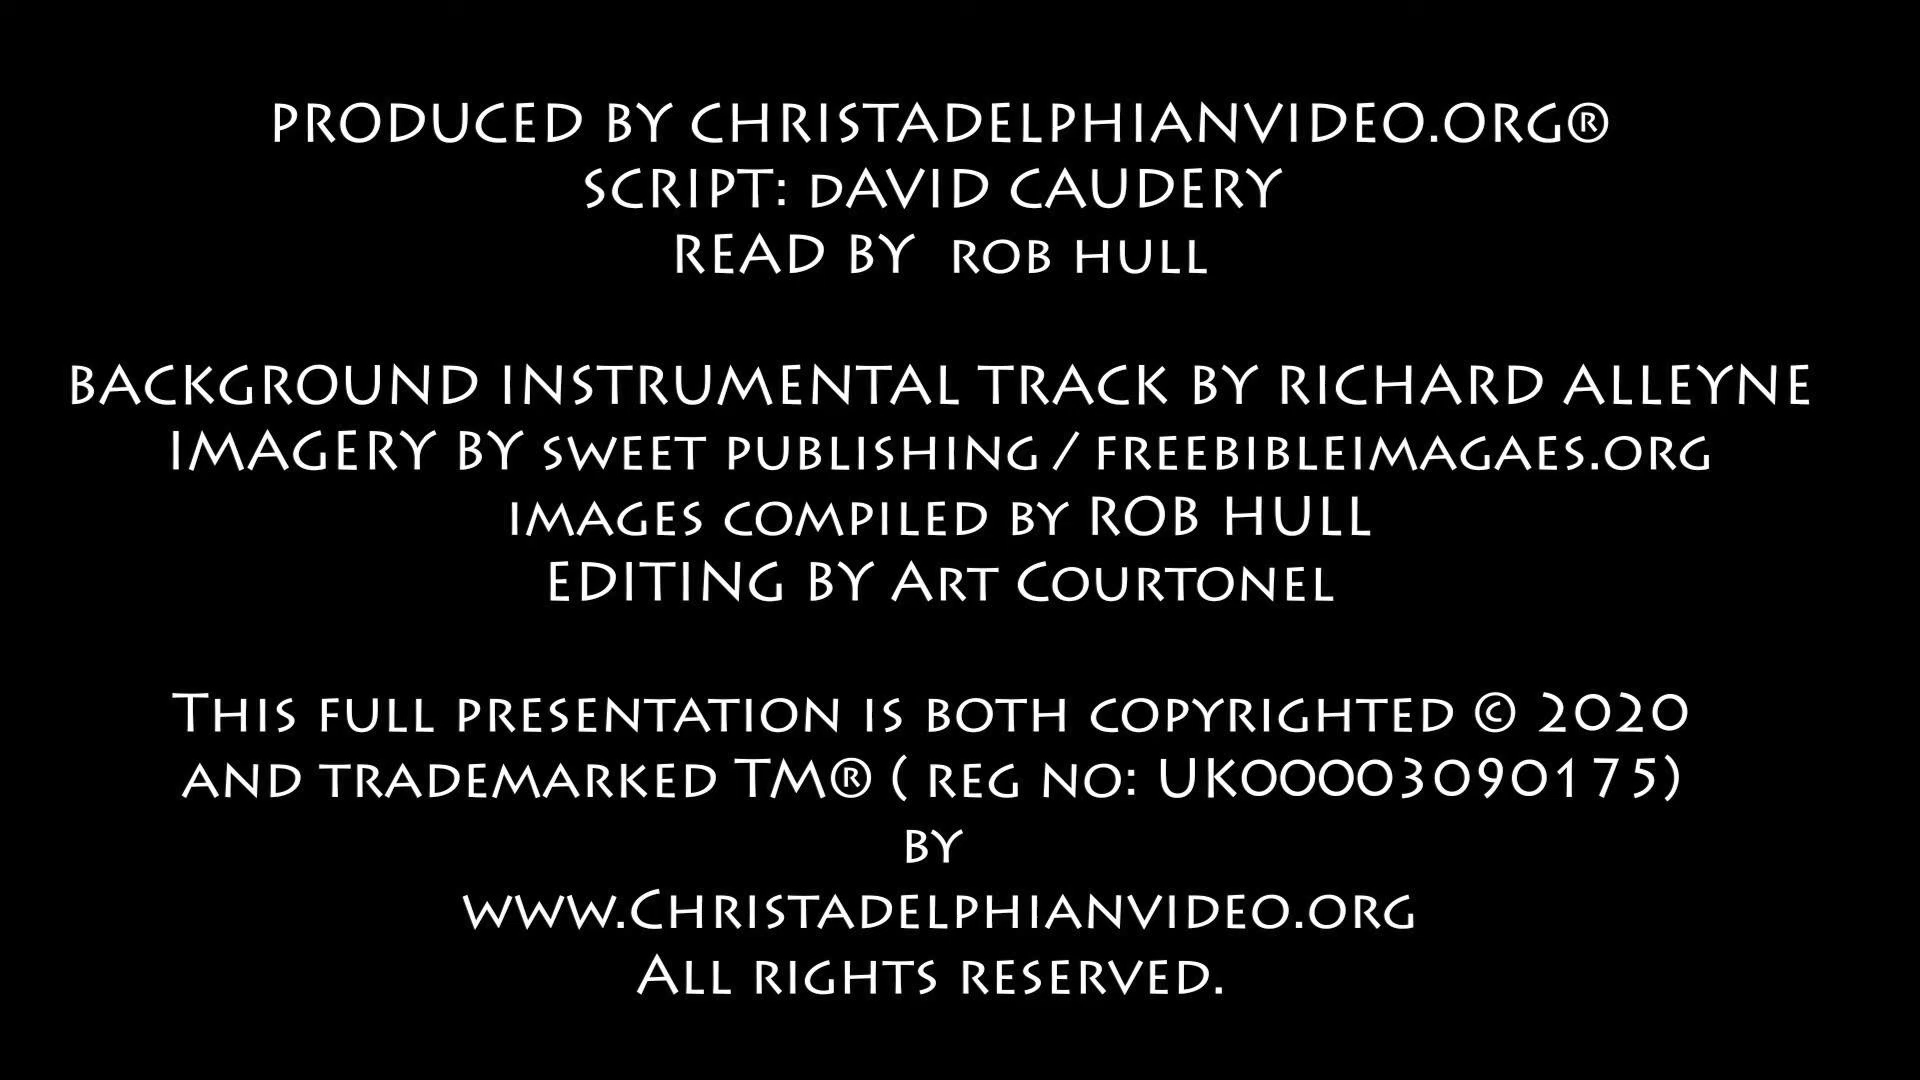 PRODUCED BY CHRISTADELPHIANVIDEO.ORG®
SCRIPT: dAVID CAUDERY
READ BY rob hull
BACKGROUND INSTRUMENTAL TRACK BY RICHARD ALLEYNE
IMAGERY BY sweet publishing / freebibleimagaes.org
images compiled by ROB HULL
EDITING BY Art Courtonel
This full presentation is both copyrighted © 2020
and trademarked TM® ( reg no: UK00003090175)
by
www.Christadelphianvideo.org
All rights reserved.